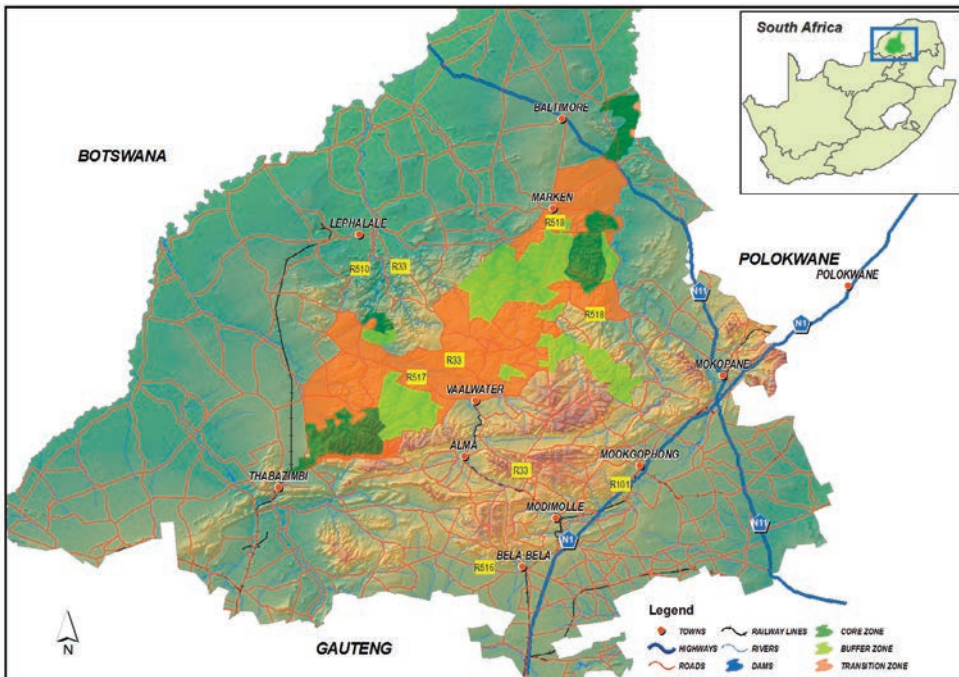 South Africa
BOTSWANA
BALTIMORE
MARKEN
R518
LEPHALALE
R510
R33
POLOKWANE
POLOKWANE
N11
R518
N1
MOKOPANE
R33
R517
VAALWATER
ALMA
R33
MOOKGOPHONG
THABAZIMBI
R101
MODIMOLLE
N11
N1
BELA-BELA
R516
N
GAUTENG
Legend
TOWNS
RAILWAY LINES
CORE ZONE
HIGHWAYS
RIVERS
BUFFER ZONE
ROADS
DAMS
TRANSITION ZONE